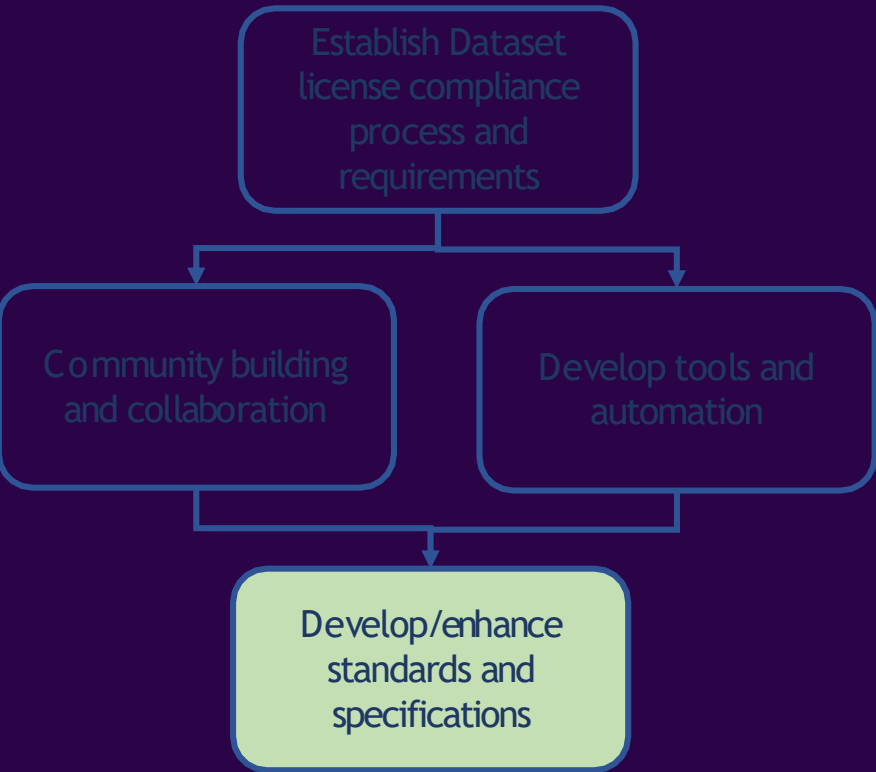 Establish Dataset
license compliance
process and
requirements
Community building
and collaboration
Develop tools and
automation
Develop/enhance
standards and
specifications